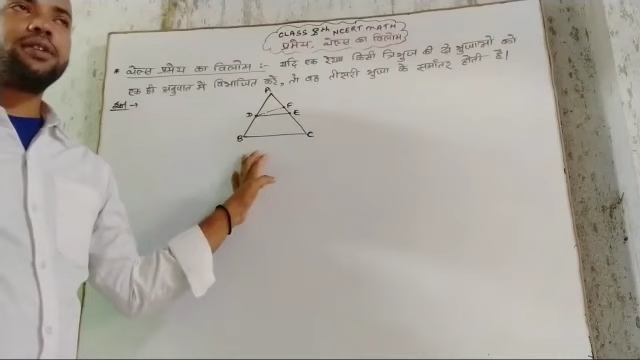 CLASS 8th NCERT MATH
प्रमेय, थेल्स का विलोम
* थेल्स प्रमेय का विलोम :- यदि एक रेखा किसी त्रिभुज की दो भुजाओं को
एक ही अनुपात में विभाजित करे, तो वह तीसरी भुजा के समांतर होती है।
A
F
D
E
B
C